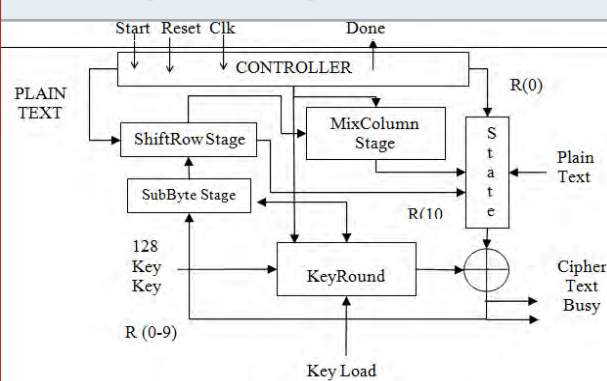 Start Reset Clk Done
CONTROLLER
R(0)
PLAIN
TEXT
ShiftRow Stage
MixColumn
Stage
S
t
a
t
e
Plain
Text
SubByte Stage
R(10
128
Key
Key
KeyRound
Cipher
Text
Busy
R (0-9)
Key Load